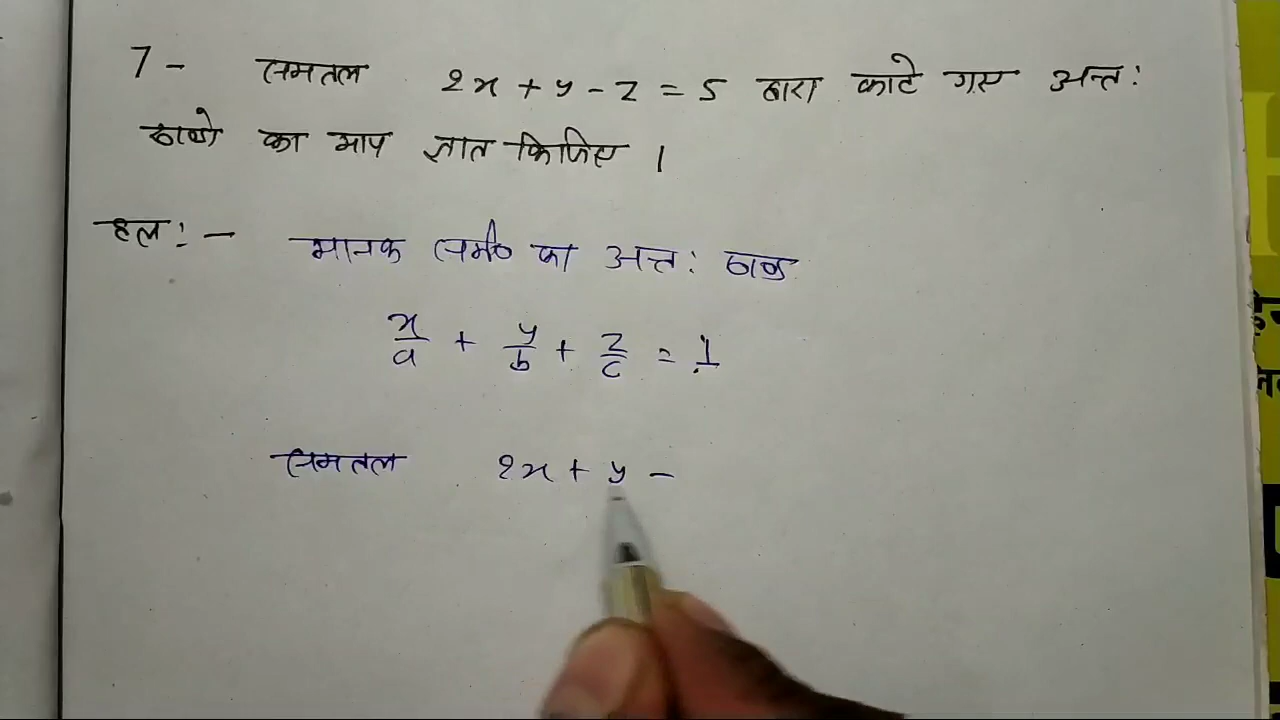 7- समतल 2x + y - z = 5 द्वारा काटे गए अन्त:
खण्डो का माप ज्ञात किजिए ।
हल:- मानक समी० का अन्त: खण्ड
x/a + y/b + z/c = 1
समतल 2x + y -